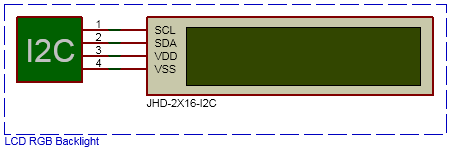 I2C
1 SCL
2 SDA
3 VDD
4 VSS
JHD-2X16-I2C
LCD RGB Backlight